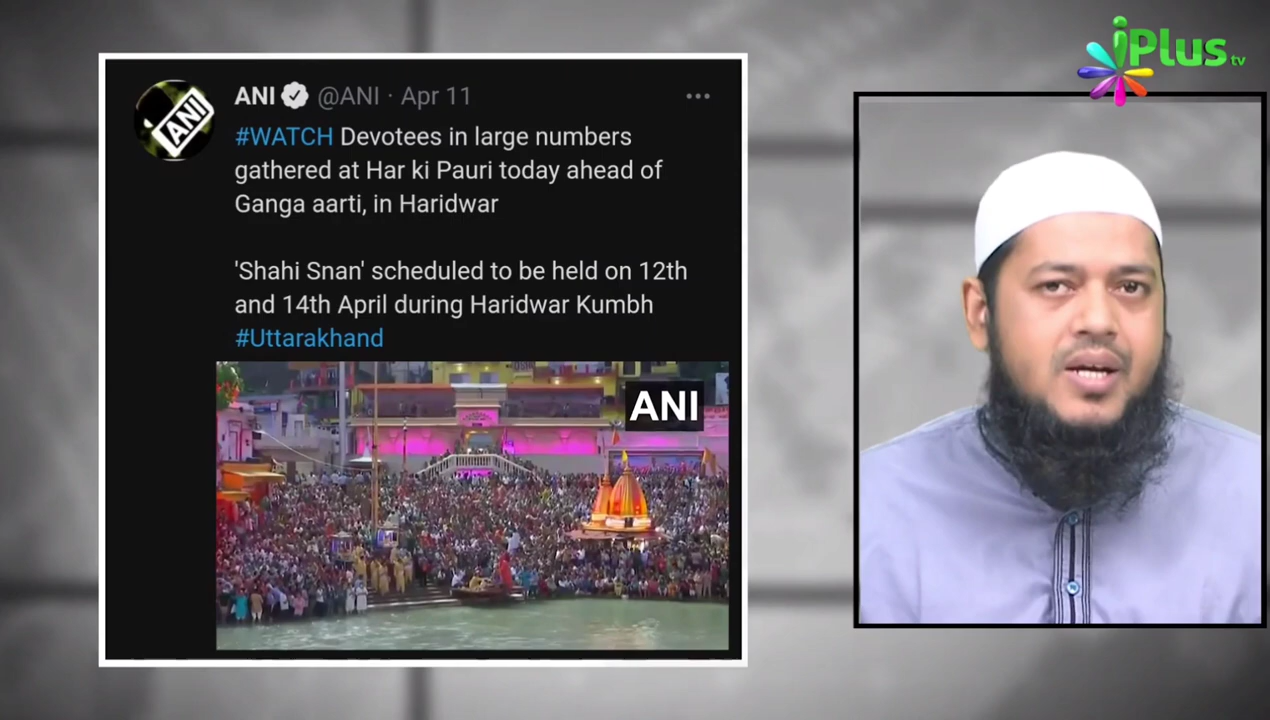 iPlus tv
ANI @ANI · Apr 11
#WATCH Devotees in large numbers
gathered at Har ki Pauri today ahead of
Ganga aarti, in Haridwar
'Shahi Snan' scheduled to be held on 12th
and 14th April during Haridwar Kumbh
#Uttarakhand
ANI
ANI